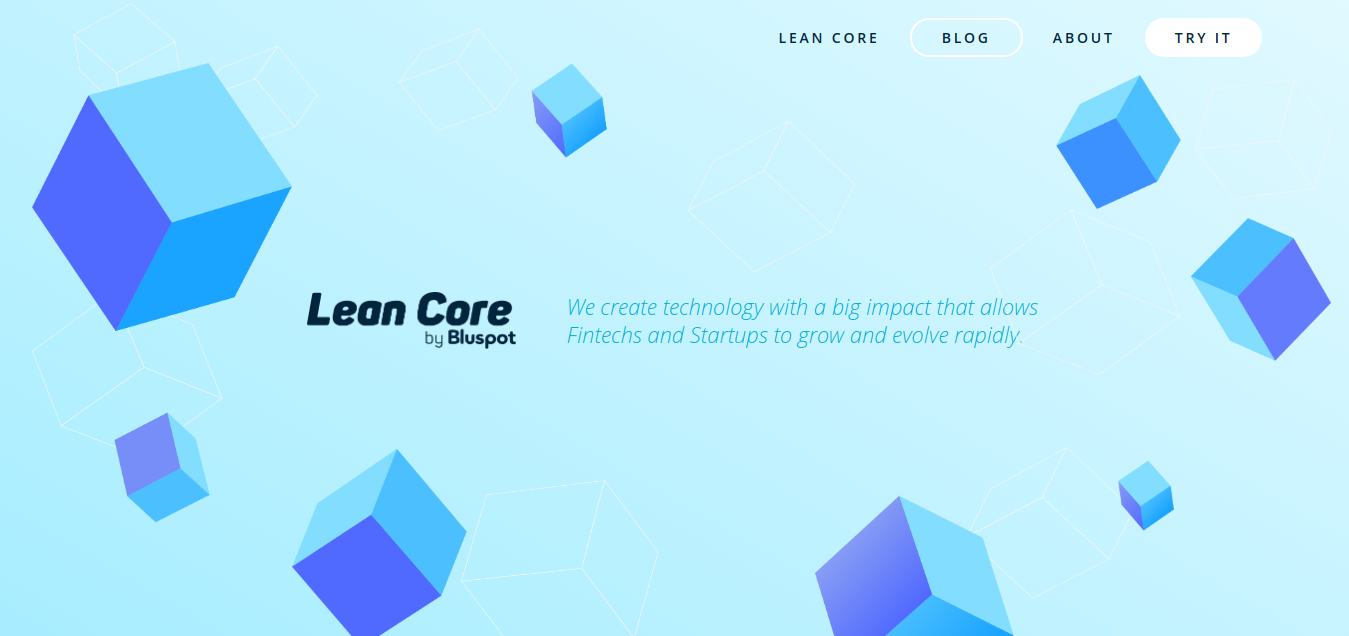 LEAN CORE BLOG ABOUT TRY IT
Lean Core
by Bluspot
We create technology with a big impact that allows
Fintechs and Startups to grow and evolve rapidly.